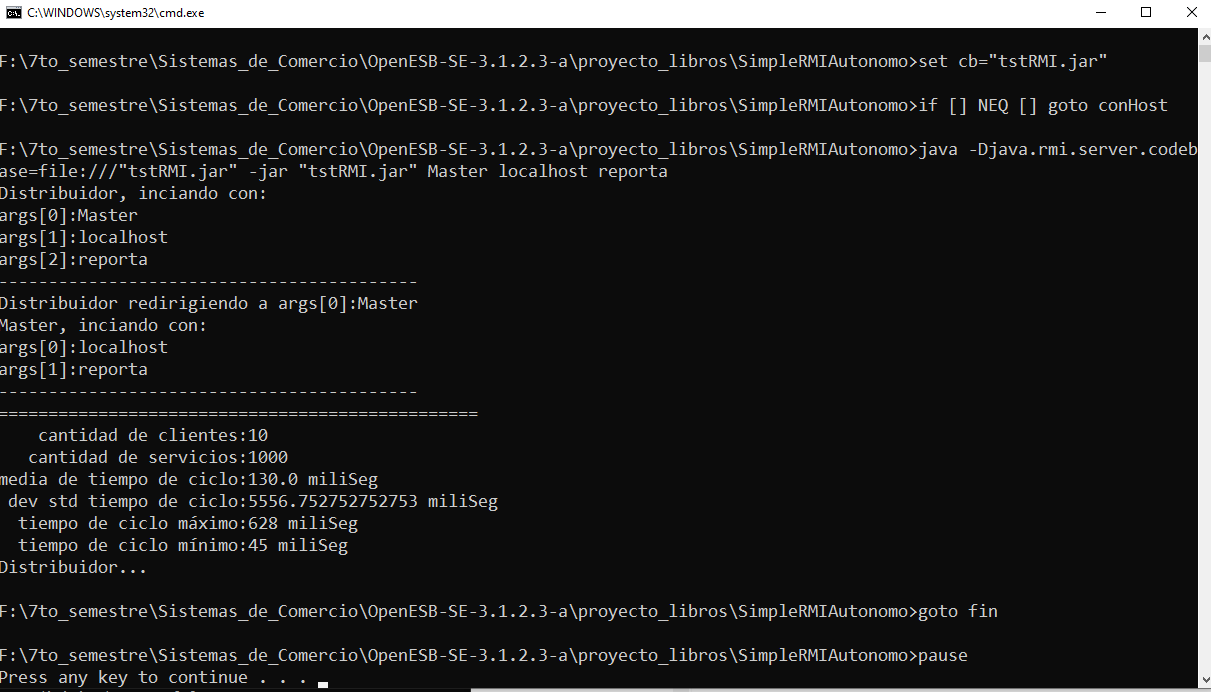 C:\WINDOWS\system32\cmd.exe
F:\7to_semestre\Sistemas_de_Comercio\OpenESB-SE-3.1.2.3-a\proyecto_libros\SimpleRMIAutonomo>set cb="tstRMI.jar"
F:\7to_semestre\Sistemas_de_Comercio\OpenESB-SE-3.1.2.3-a\proyecto_libros\SimpleRMIAutonomo>if [] NEQ [] goto conHost
F:\7to_semestre\Sistemas_de_Comercio\OpenESB-SE-3.1.2.3-a\proyecto_libros\SimpleRMIAutonomo>java -Djava.rmi.server.codeb
ase=file:///"tstRMI.jar" -jar "tstRMI.jar" Master localhost reporta
Distribuidor, inciando con:
args[0]:Master
args[1]:localhost
args[2]:reporta
------------------------------------------
Distribuidor redirigiendo a args[0]:Master
Master, inciando con:
args[0]:localhost
args[1]:reporta
------------------------------------------
================================================
cantidad de clientes:10
cantidad de servicios:1000
media de tiempo de ciclo:130.0 miliSeg
dev std tiempo de ciclo:5556.752752752753 miliSeg
tiempo de ciclo máximo:628 miliSeg
tiempo de ciclo mínimo:45 miliSeg
Distribuidor...
F:\7to_semestre\Sistemas_de_Comercio\OpenESB-SE-3.1.2.3-a\proyecto_libros\SimpleRMIAutonomo>goto fin
F:\7to_semestre\Sistemas_de_Comercio\OpenESB-SE-3.1.2.3-a\proyecto_libros\SimpleRMIAutonomo>pause
Press any key to continue . . .